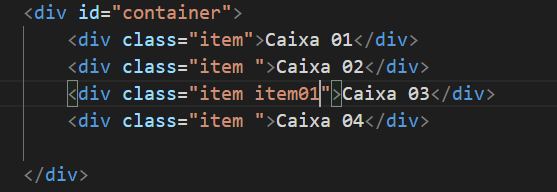 <div id="container">
<div class="item">Caixa 01</div>
<div class="item ">Caixa 02</div>
<div class="item item01">Caixa 03</div>
<div class="item ">Caixa 04</div>
</div>